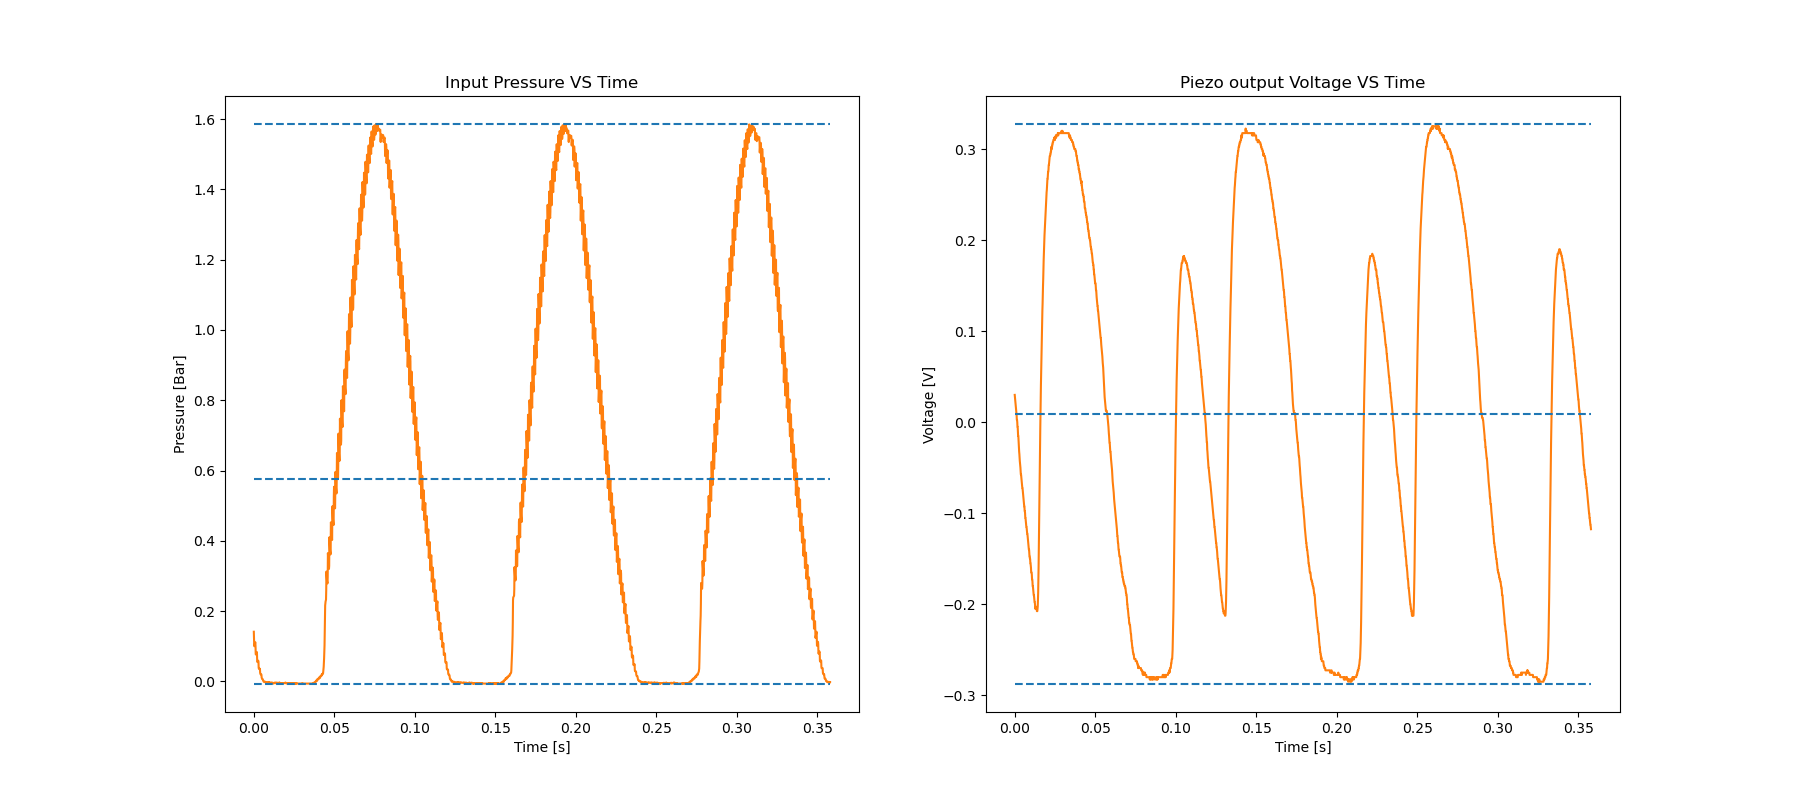 Input Pressure VS Time
Pressure [Bar]
1.6
1.4
1.2
1.0
0.8
0.6
0.4
0.2
0.0
0.00 0.05 0.10 0.15 0.20 0.25 0.30 0.35
Time [s]
Piezo output Voltage VS Time
Voltage [V]
0.3
0.2
0.1
0.0
−0.1
−0.2
−0.3
0.00 0.05 0.10 0.15 0.20 0.25 0.30 0.35
Time [s]